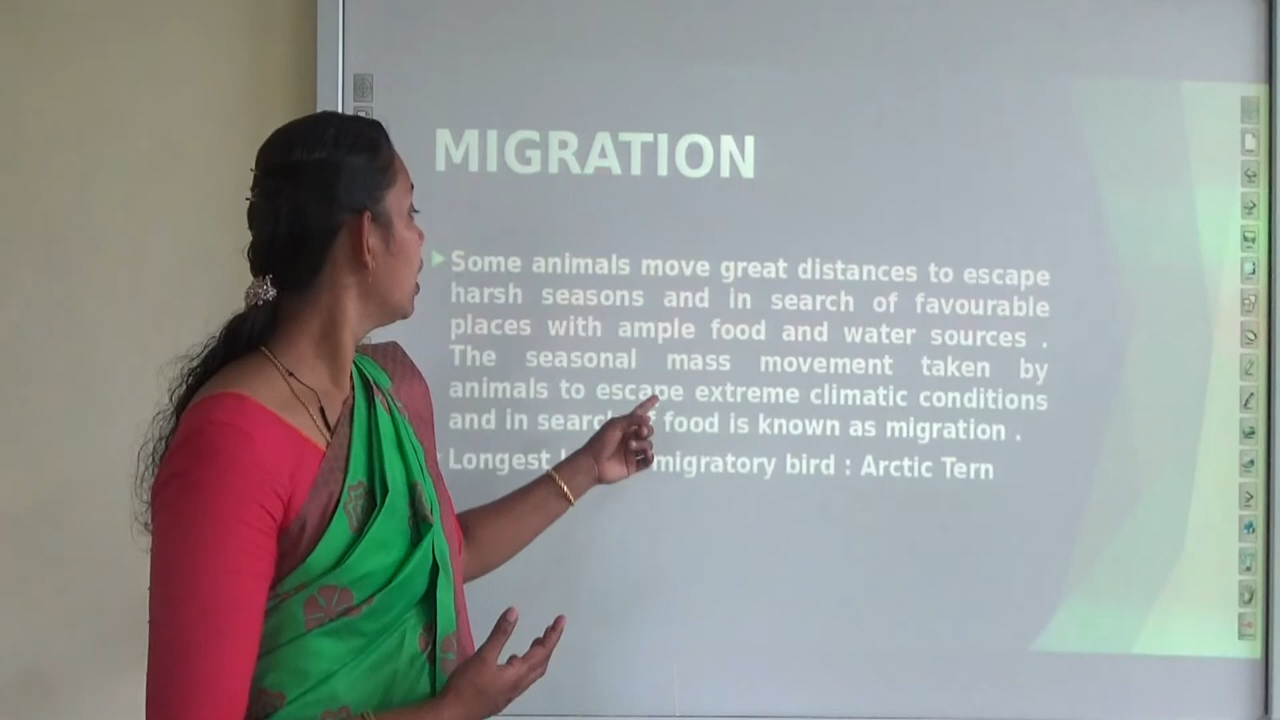 MIGRATION
Some animals move great distances to escape
harsh seasons and in search of favourable
places with ample food and water sources .
The seasonal mass movement taken by
animals to escape extreme climatic conditions
and in search of food is known as migration .
Longest migratory bird : Arctic Tern